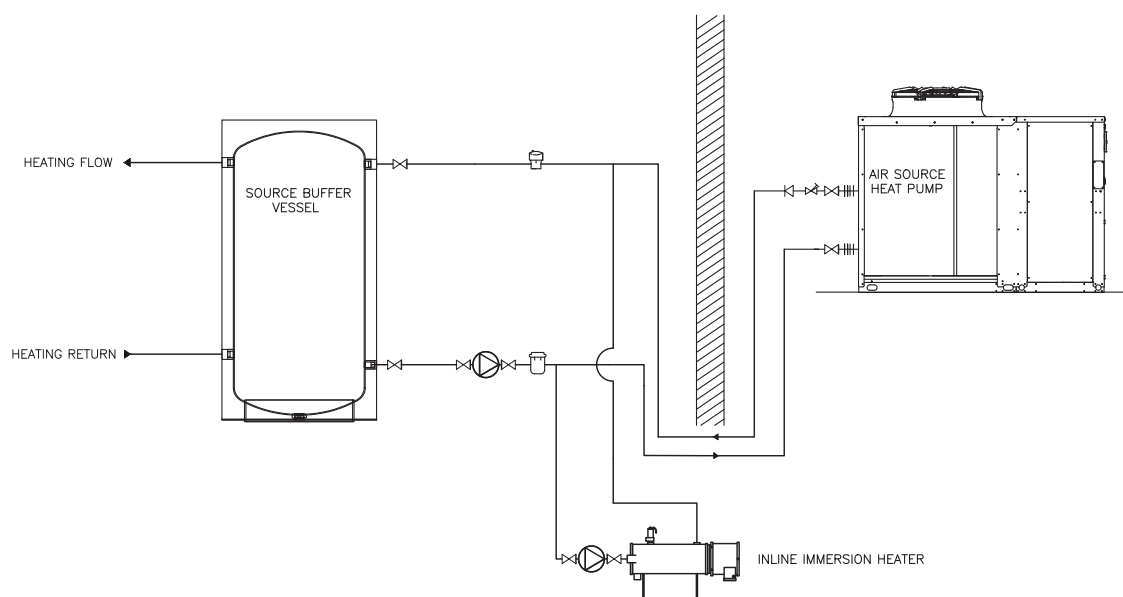 HEATING FLOW
SOURCE BUFFER
VESSEL
AIR SOURCE
HEAT PUMP
HEATING RETURN
INLINE IMMERSION HEATER